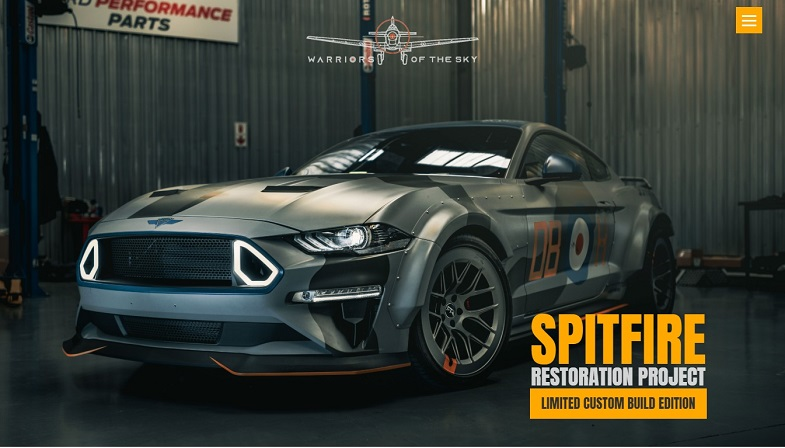 PERFORMANCE
PARTS
WARRIORS OF THE SKY
08
SPITFIRE
RESTORATION PROJECT
LIMITED CUSTOM BUILD EDITION